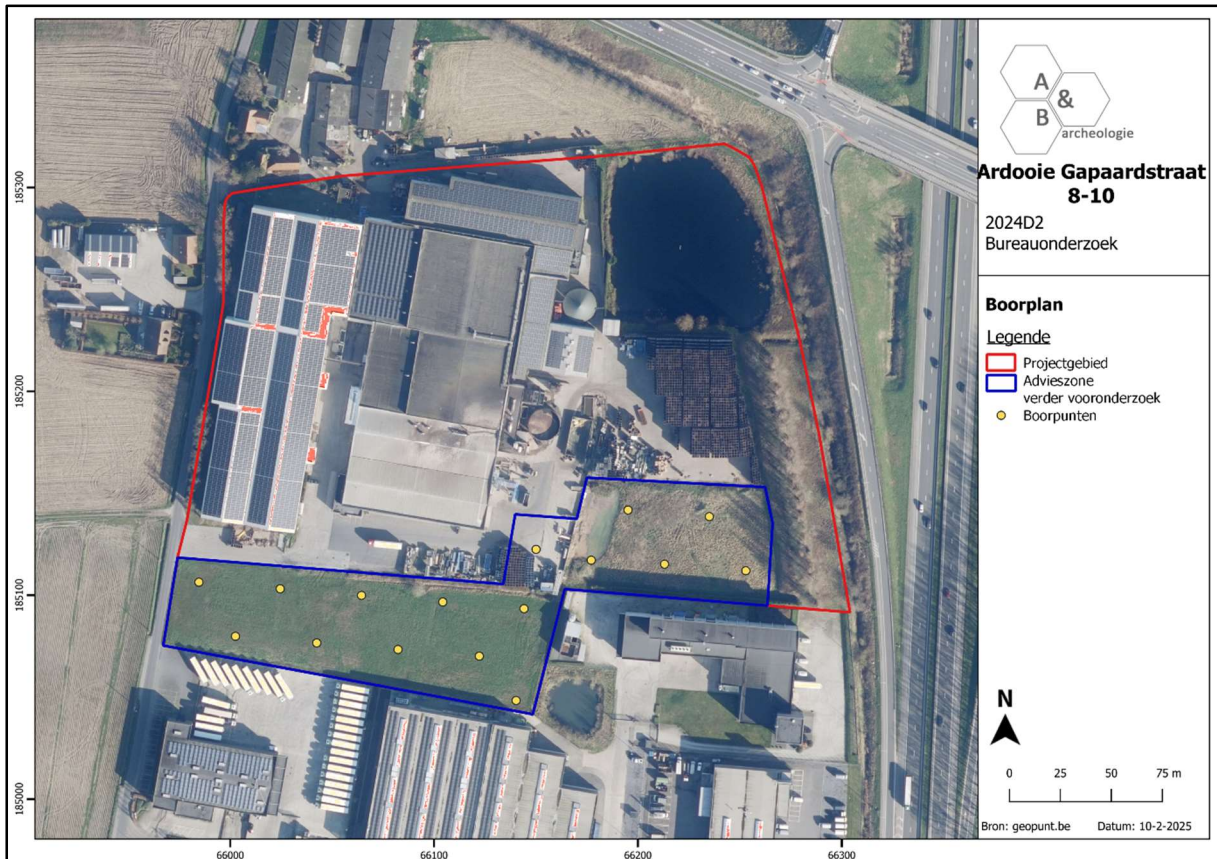 A
&
B
archeologie
Ardooie Gapaardstraat
8-10
2024D2
Bureauonderzoek
Boorplan
Legende
Projectgebied
Advieszone
verder vooronderzoek
Boorpunten
N
0 25 50 75 m
Bron: geopunt.be Datum: 10-2-2025
185300
185200
185100
185000
66000 66100 66200 66300